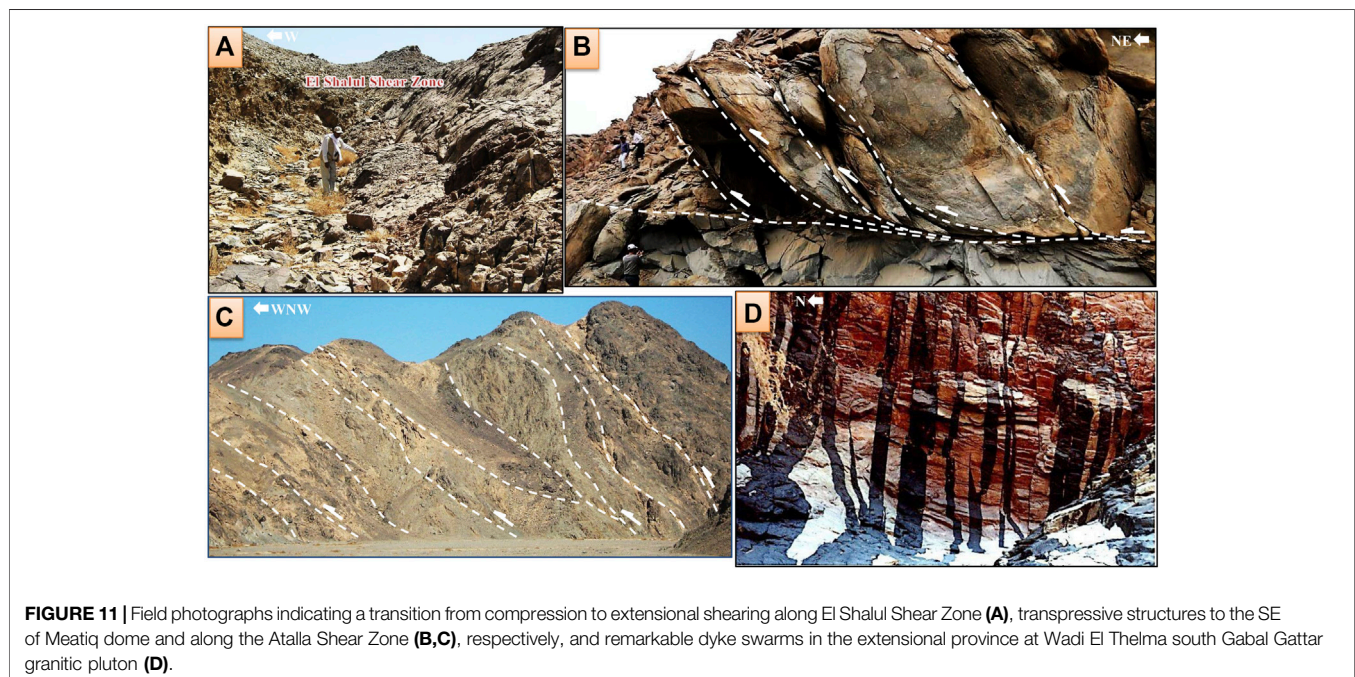 A
W
El Shalul Shear Zone
B
NE
C
WNW
D
N
FIGURE 11 | Field photographs indicating a transition from compression to extensional shearing along El Shalul Shear Zone (A), transpressive structures to the SE
of Meatiq dome and along the Atalla Shear Zone (B,C), respectively, and remarkable dyke swarms in the extensional province at Wadi El Thelma south Gabal Gattar
granitic pluton (D).